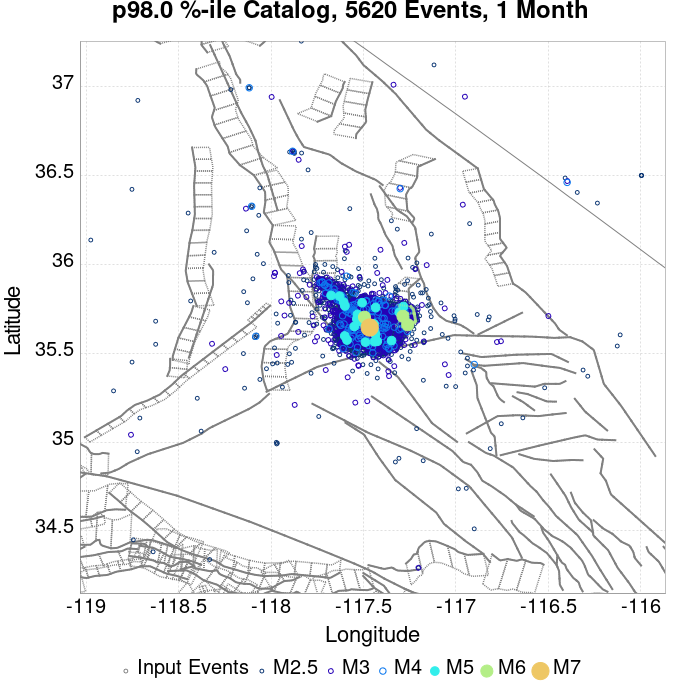 p98.0 %-ile Catalog, 5620 Events, 1 Month
37
36.5
36
35.5
35
34.5
Latitude
-119 -118.5 -118 -117.5 -117 -116.5 -116
Longitude
Input Events M2.5 M3 M4 M5 M6 M7